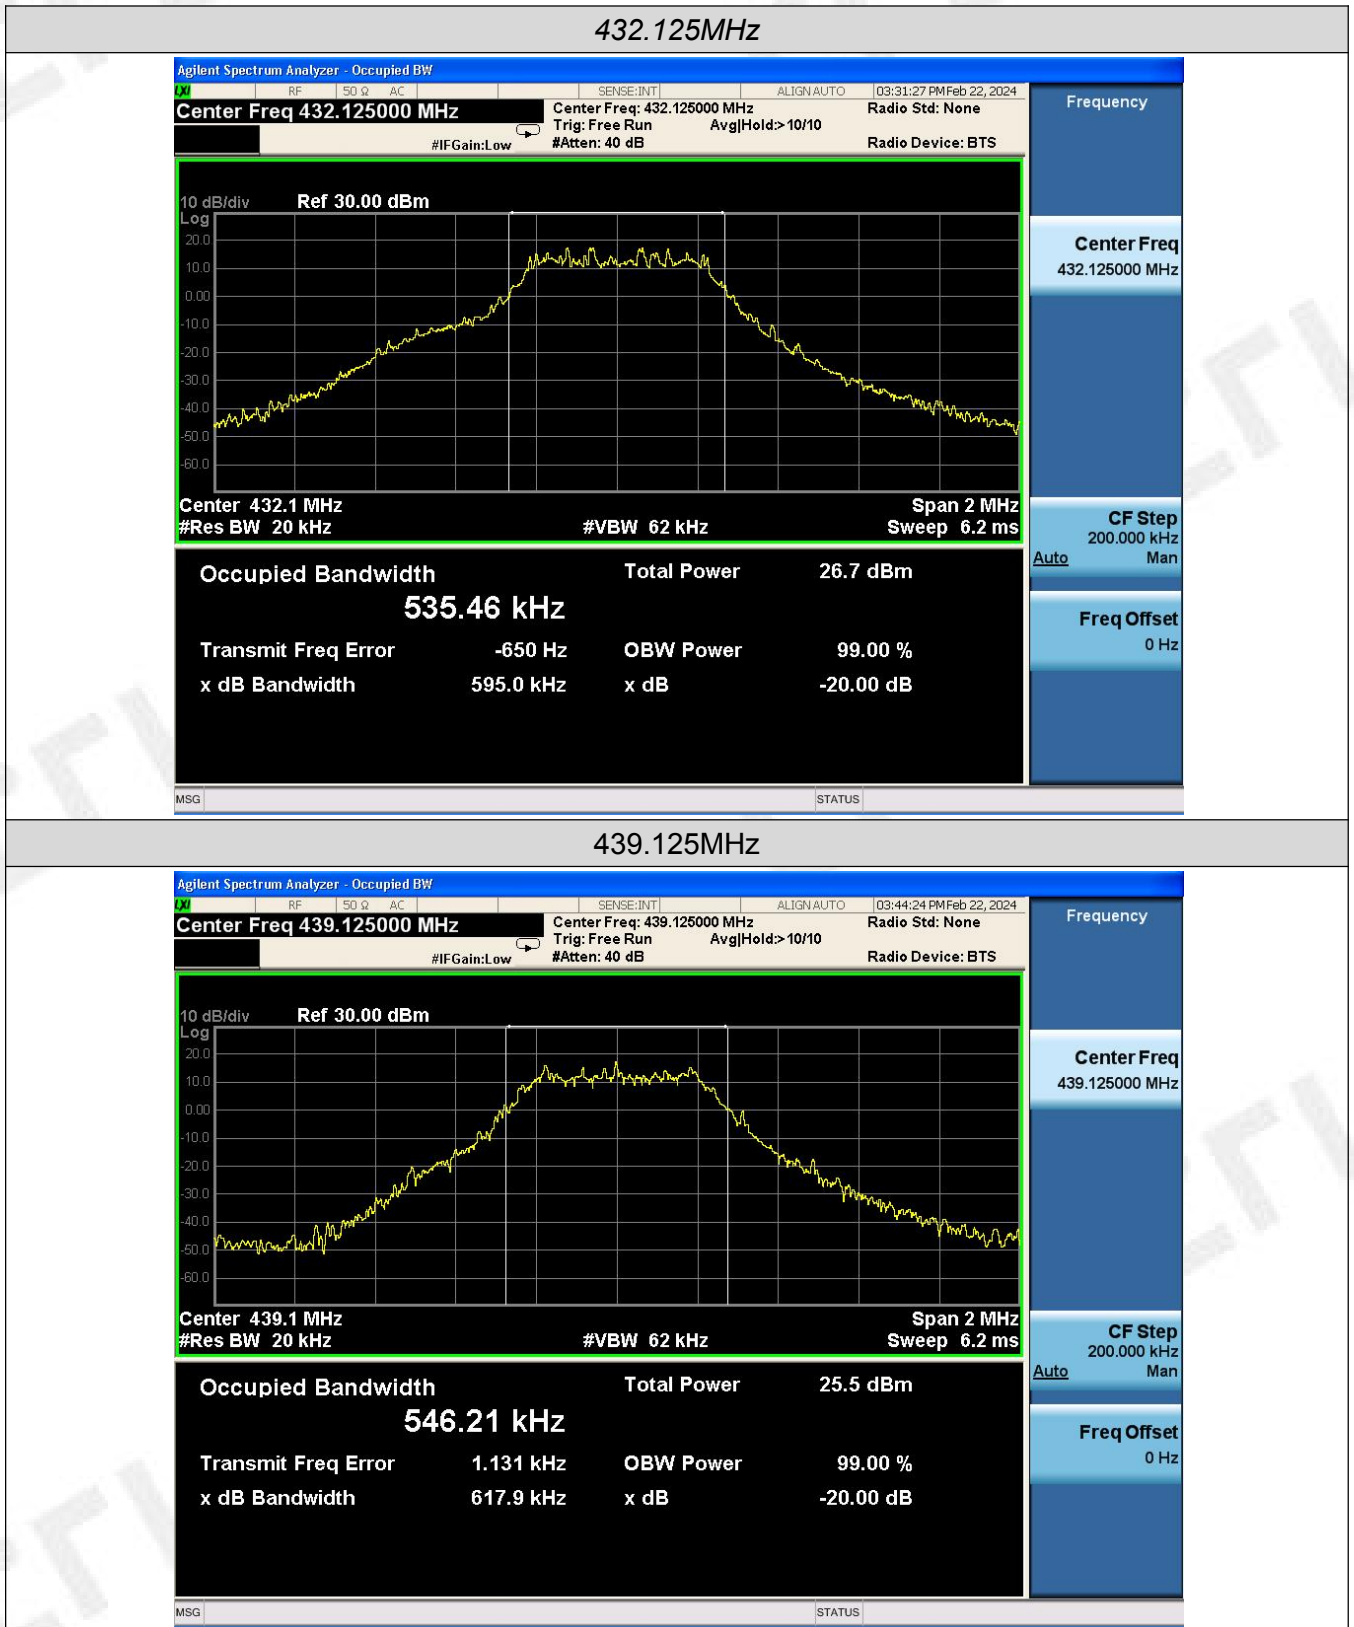 432.125MHz
Agilent Spectrum Analyzer - Occupied BW
LXI RF 50 Ω AC SENSE:INT ALIGN AUTO 03:31:27 PM Feb 22, 2024
Center Freq 432.125000 MHz Center Freq: 432.125000 MHz Radio Std: None
Trig: Free Run Avg|Hold:>10/10
#IFGain:Low #Atten: 40 dB Radio Device: BTS
Frequency
10 dB/div Ref 30.00 dBm
Log
20.0
10.0
0.00
-10.0
-20.0
-30.0
-40.0
-50.0
-60.0
Center 432.1 MHz Span 2 MHz
#Res BW 20 kHz #VBW 62 kHz Sweep 6.2 ms
Center Freq
432.125000 MHz
CF Step
200.000 kHz
Auto Man
Freq Offset
0 Hz
Occupied Bandwidth Total Power 26.7 dBm
535.46 kHz
Transmit Freq Error -650 Hz OBW Power 99.00 %
x dB Bandwidth 595.0 kHz x dB -20.00 dB
MSG STATUS
439.125MHz
Agilent Spectrum Analyzer - Occupied BW
LXI RF 50 Ω AC SENSE:INT ALIGN AUTO 03:44:24 PM Feb 22, 2024
Center Freq 439.125000 MHz Center Freq: 439.125000 MHz Radio Std: None
Trig: Free Run Avg|Hold:>10/10
#IFGain:Low #Atten: 40 dB Radio Device: BTS
Frequency
10 dB/div Ref 30.00 dBm
Log
20.0
10.0
0.00
-10.0
-20.0
-30.0
-40.0
-50.0
-60.0
Center 439.1 MHz Span 2 MHz
#Res BW 20 kHz #VBW 62 kHz Sweep 6.2 ms
Center Freq
439.125000 MHz
CF Step
200.000 kHz
Auto Man
Freq Offset
0 Hz
Occupied Bandwidth Total Power 25.5 dBm
546.21 kHz
Transmit Freq Error 1.131 kHz OBW Power 99.00 %
x dB Bandwidth 617.9 kHz x dB -20.00 dB
MSG STATUS